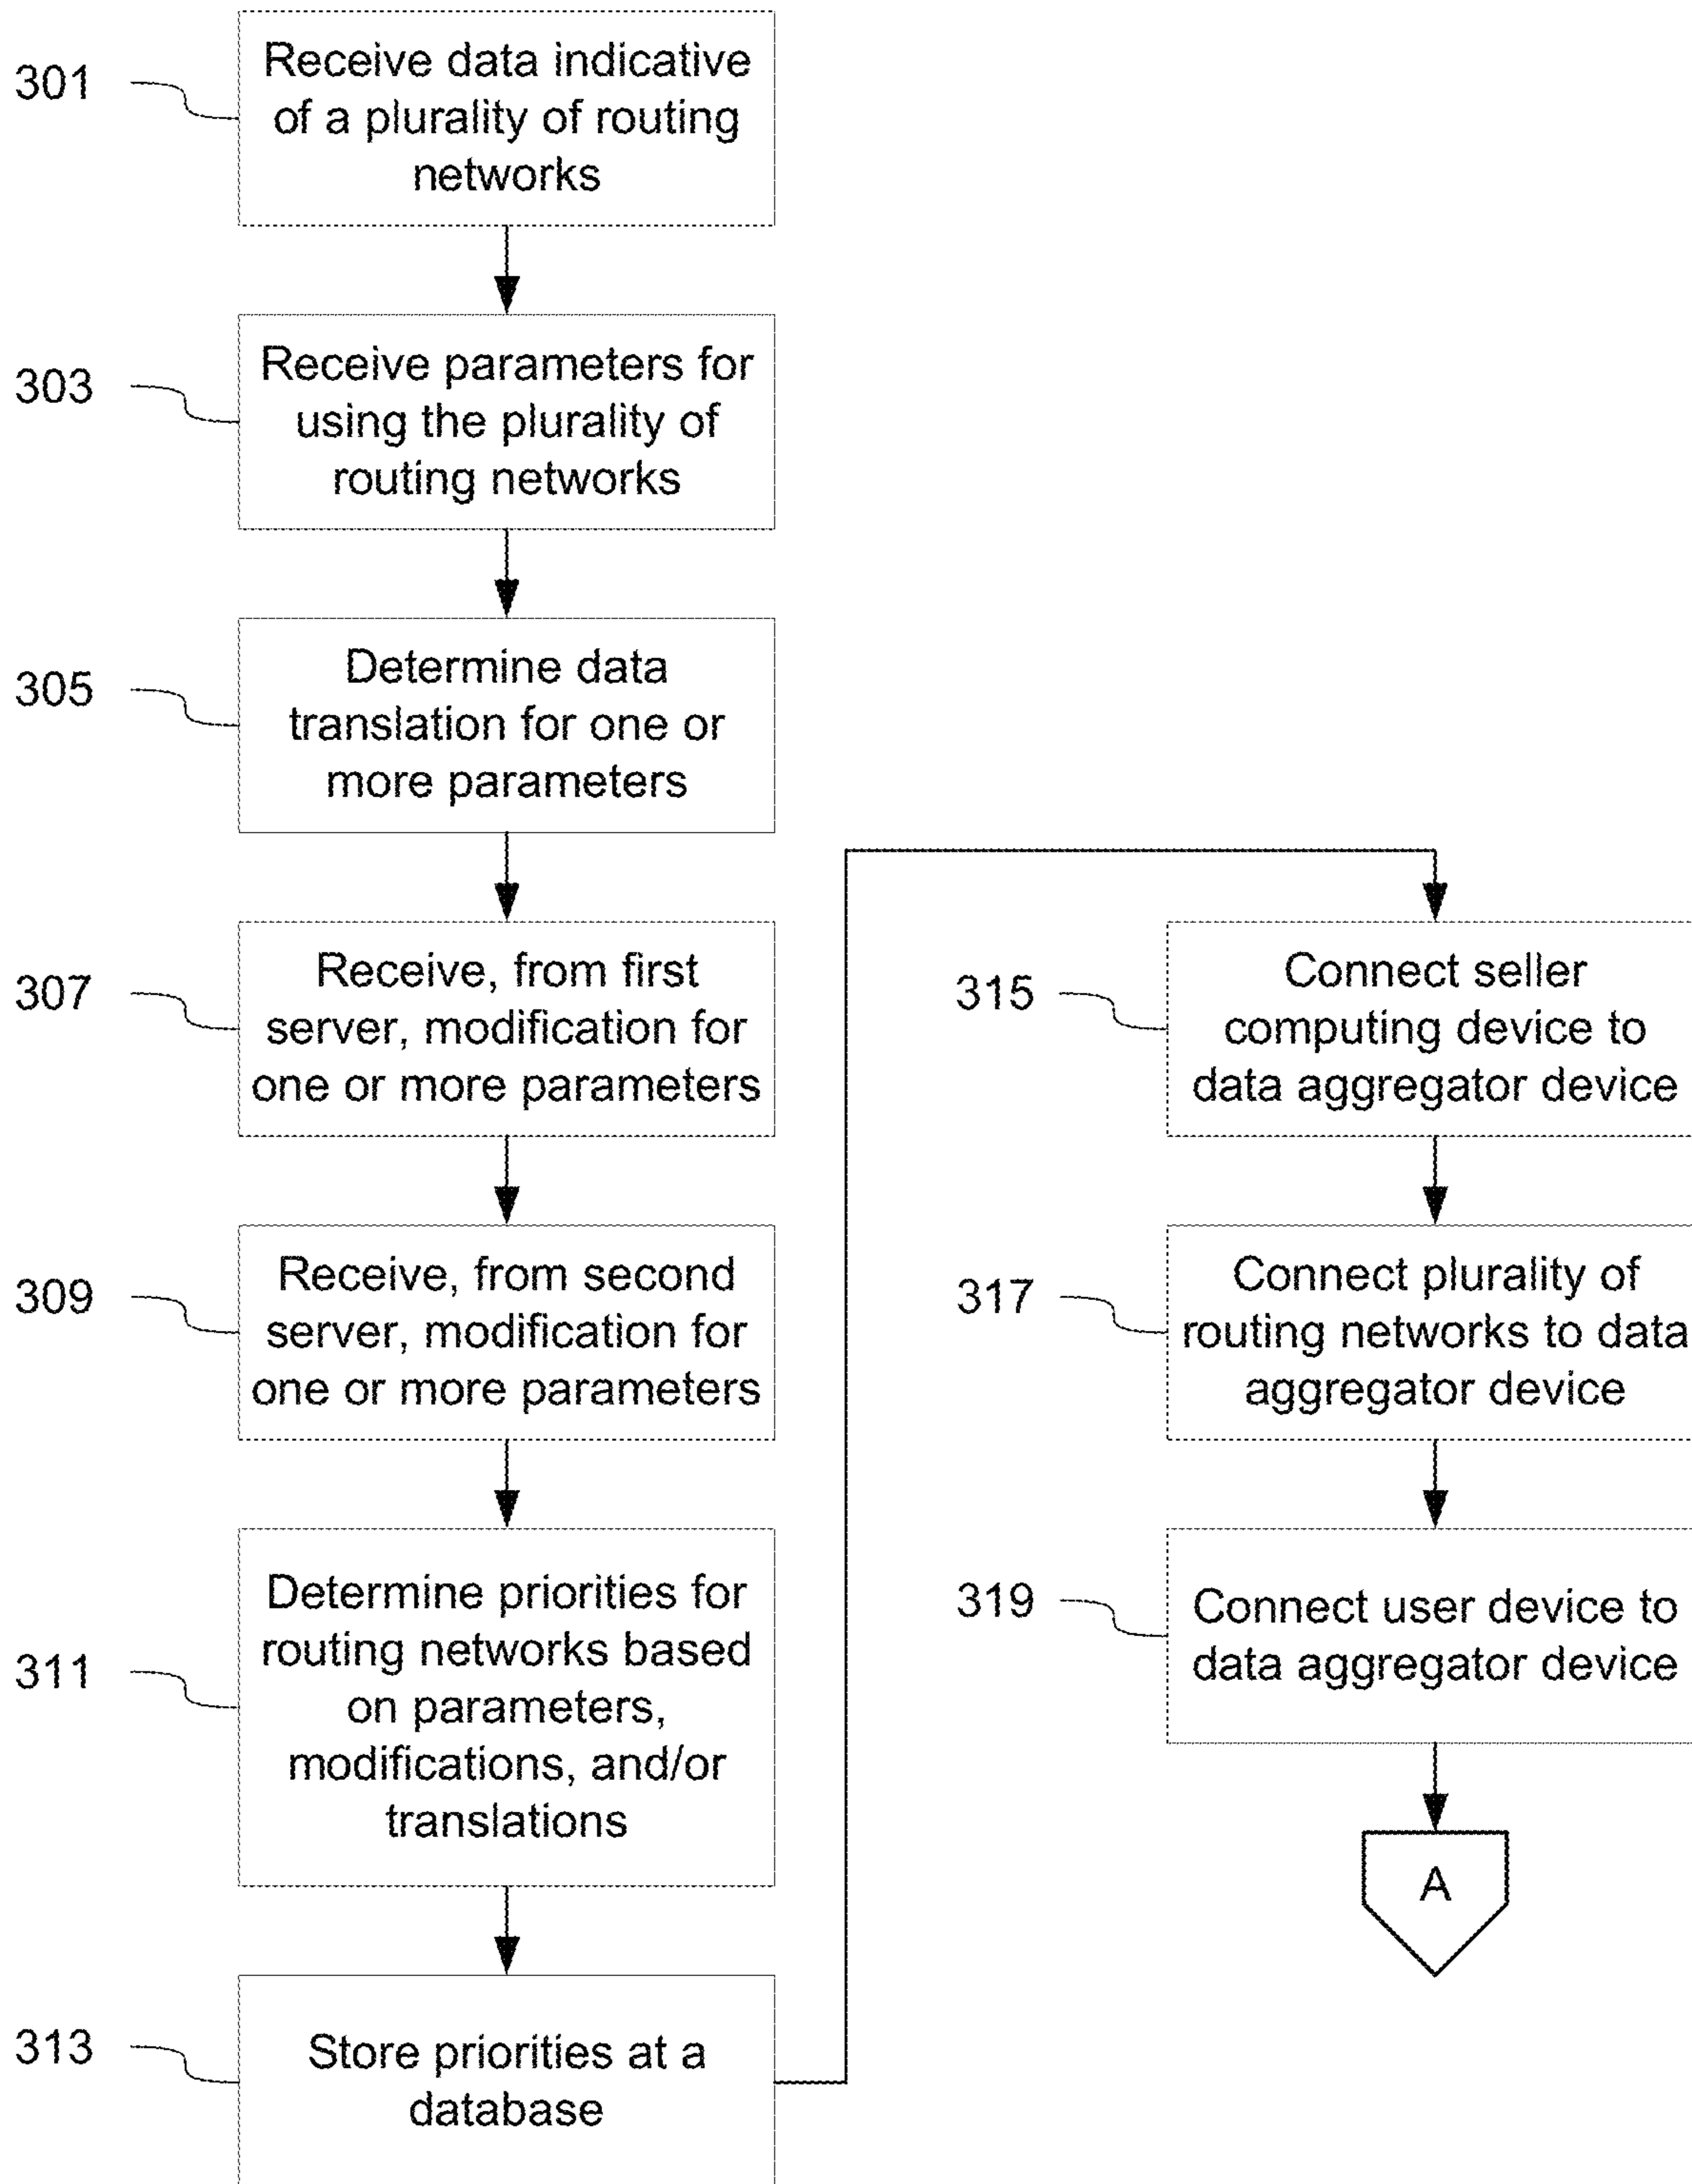 301
Receive data indicative
of a plurality of routing
networks
303
Receive parameters for
using the plurality of
routing networks
305
Determine data
translation for one or
more parameters
307
Receive, from first
server, modification for
one or more parameters
309
Receive, from second
server, modification for
one or more parameters
311
Determine priorities for
routing networks based
on parameters,
modifications, and/or
translations
313
Store priorities at a
database
315
Connect seller
computing device to
data aggregator device
317
Connect plurality of
routing networks to data
aggregator device
319
Connect user device to
data aggregator device
A